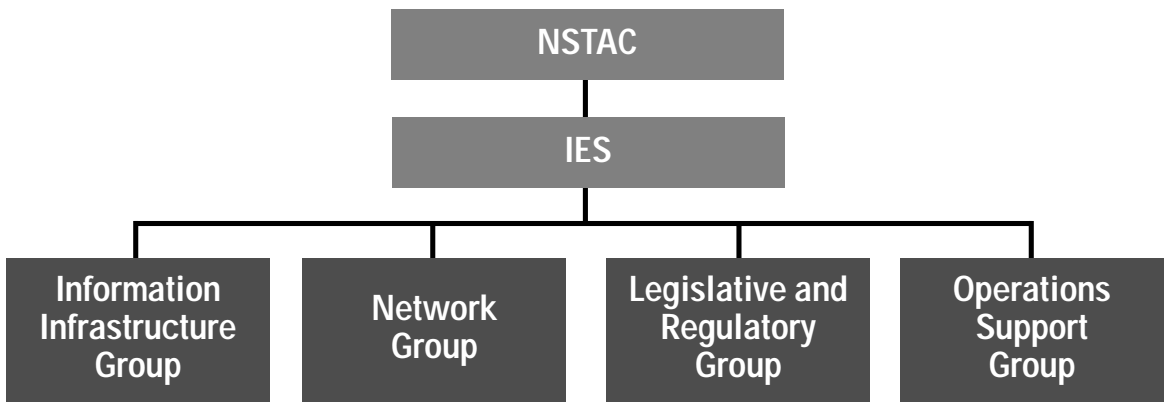 NSTAC
IES
Information
Infrastructure
Group
Network
Group
Legislative and
Regulatory
Group
Operations
Support
Group